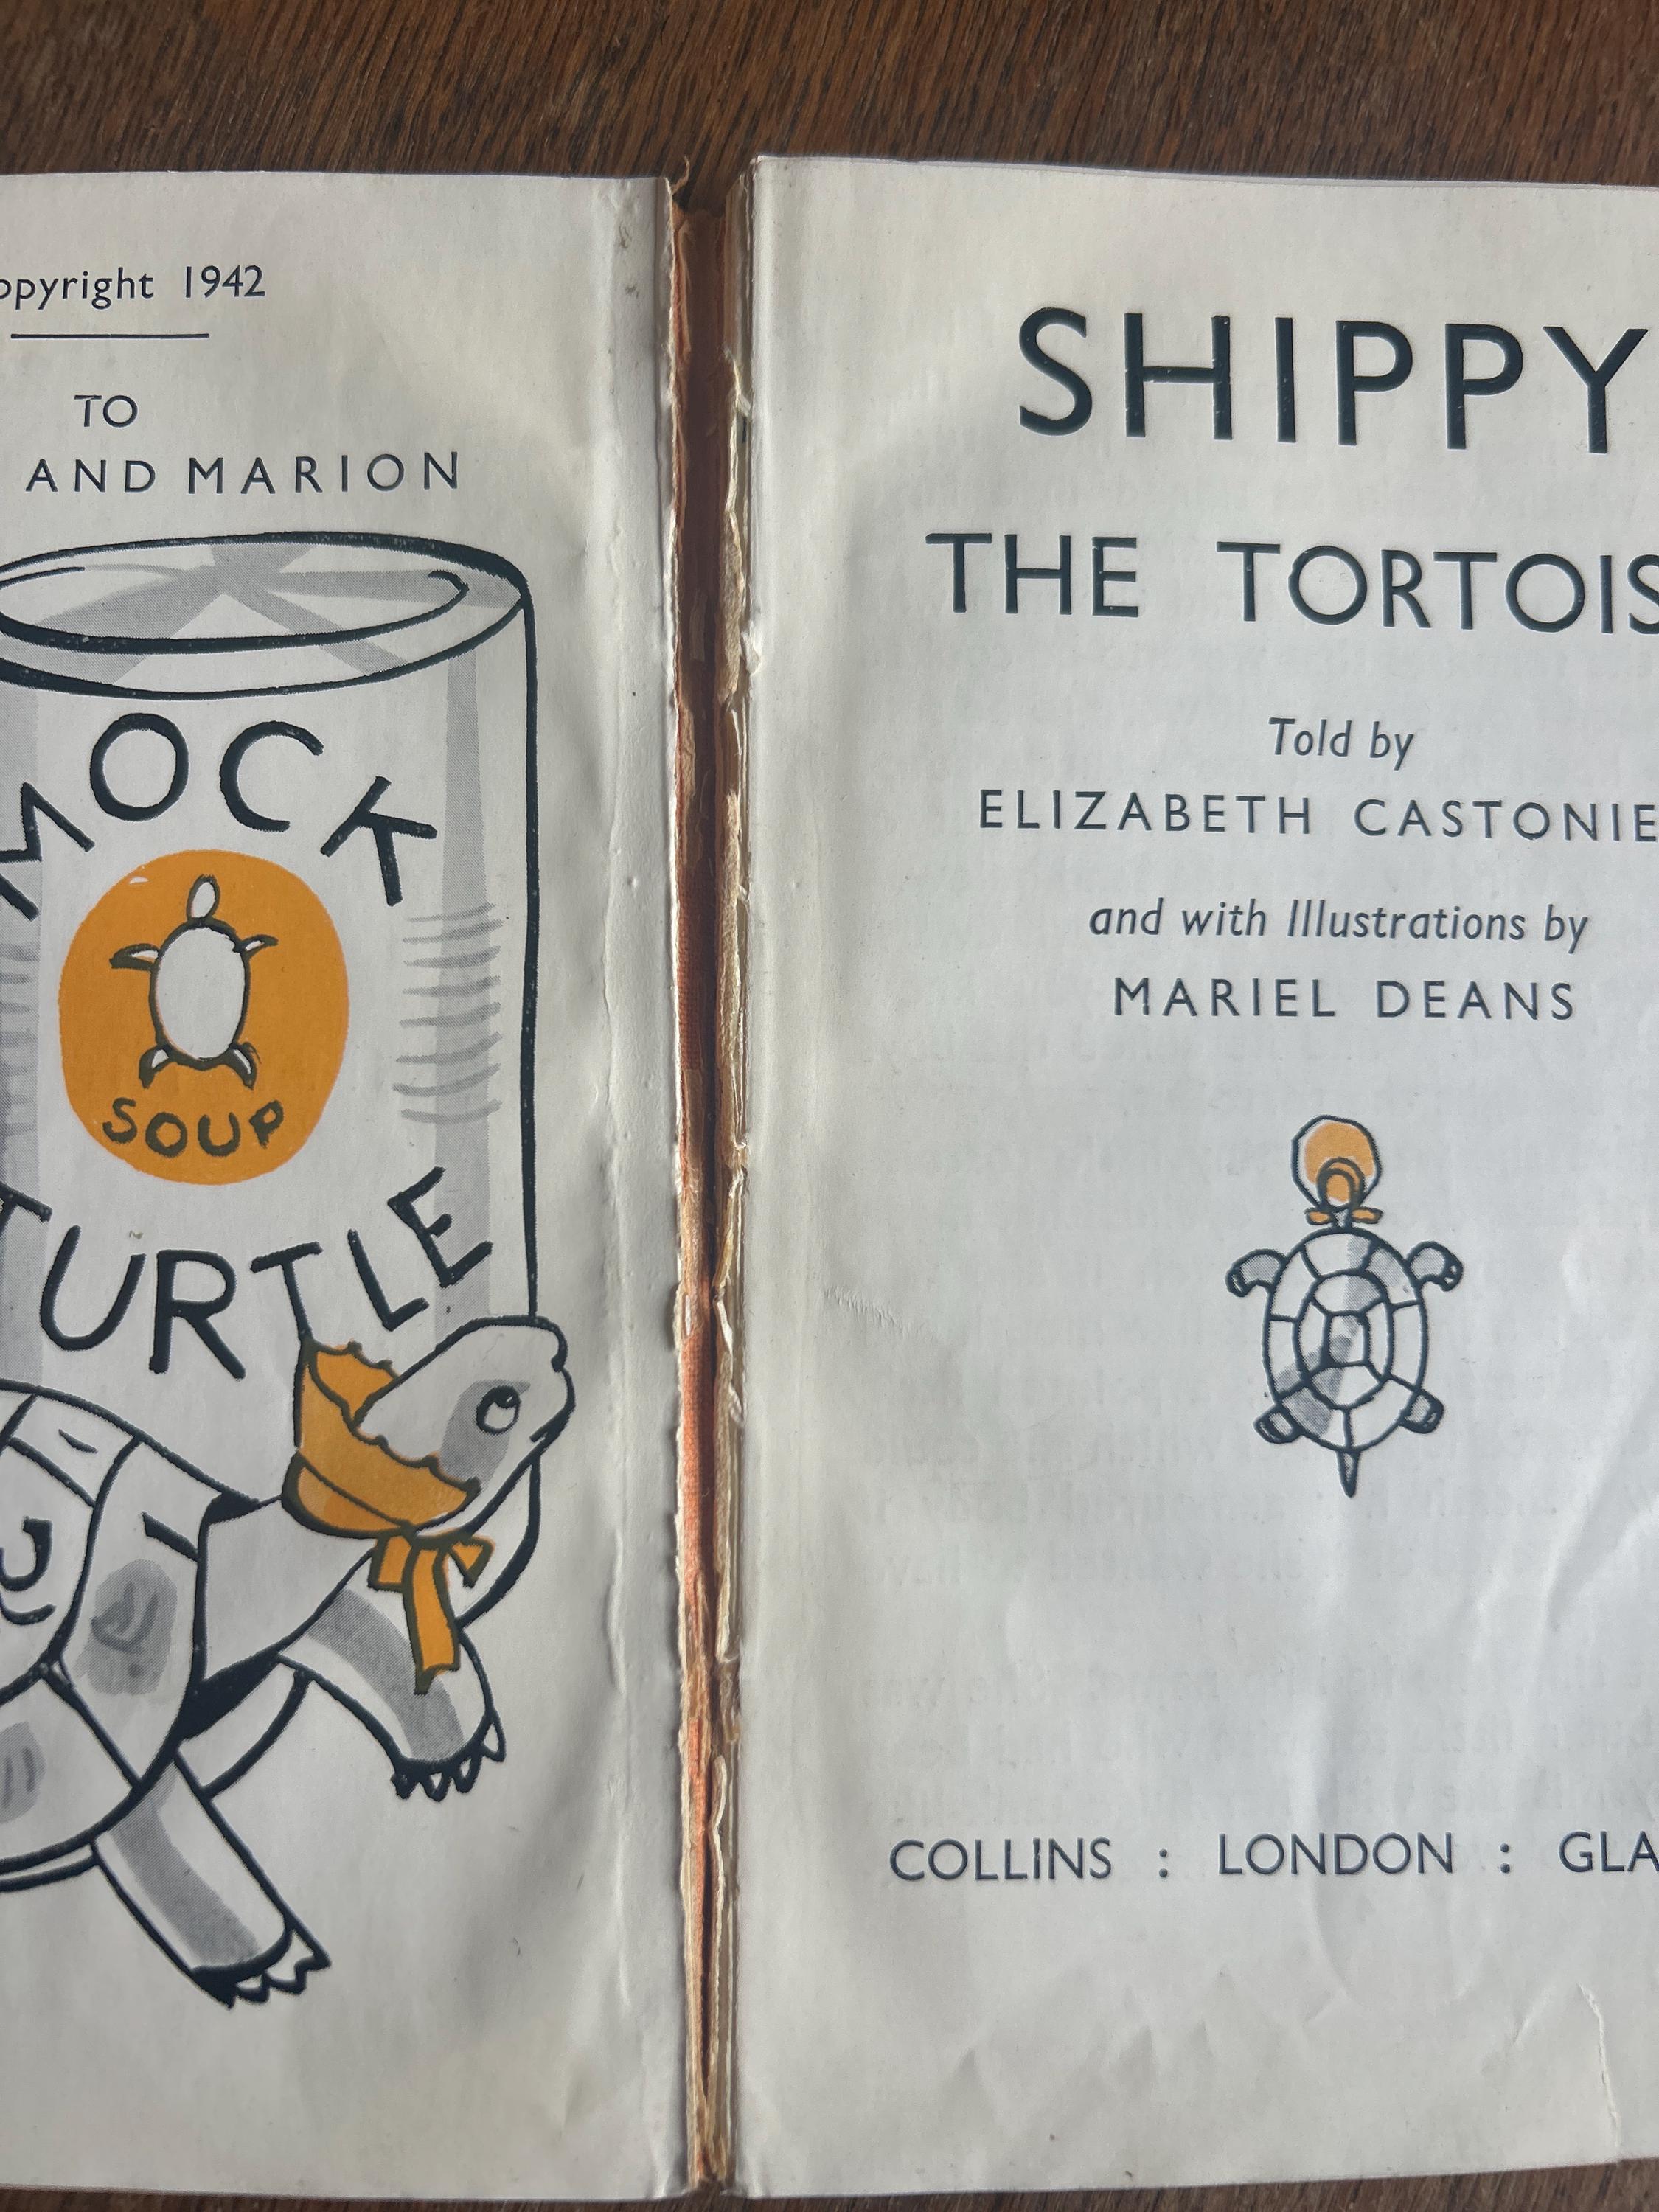 opyright 1942
TO
AND MARION
MOCK
SOUP
TURTLE
SHIPPY
THE TORTOIS
Told by
ELIZABETH CASTONIE
and with Illustrations by
MARIEL DEANS
COLLINS : LONDON : GLA